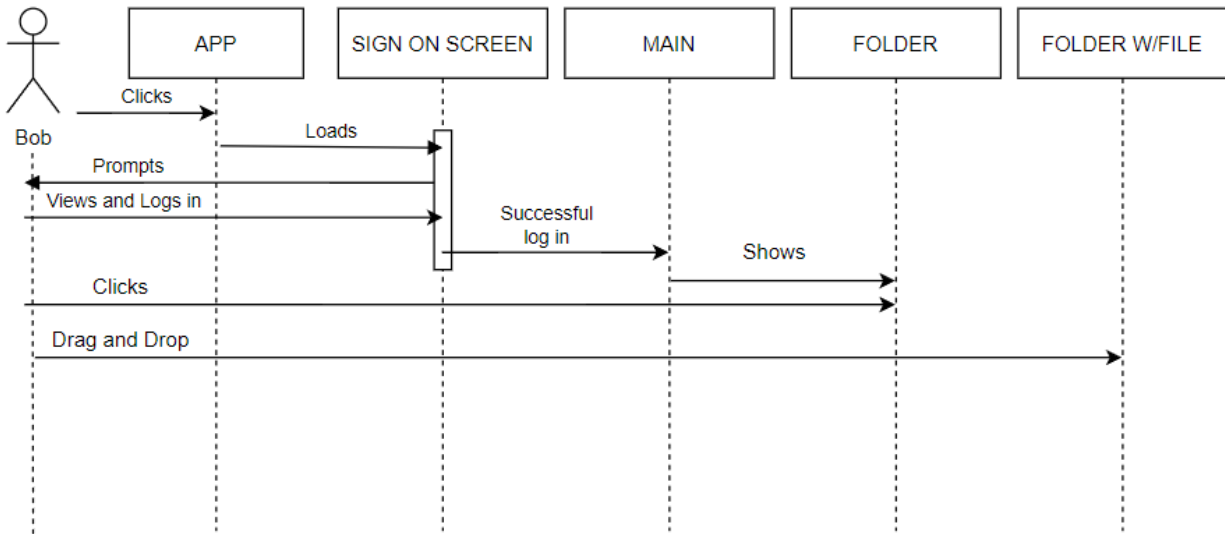 APP
SIGN ON SCREEN
MAIN
FOLDER
FOLDER W/FILE
Clicks
Bob
Loads
Prompts
Views and Logs in
Successful
log in
Shows
Clicks
Drag and Drop